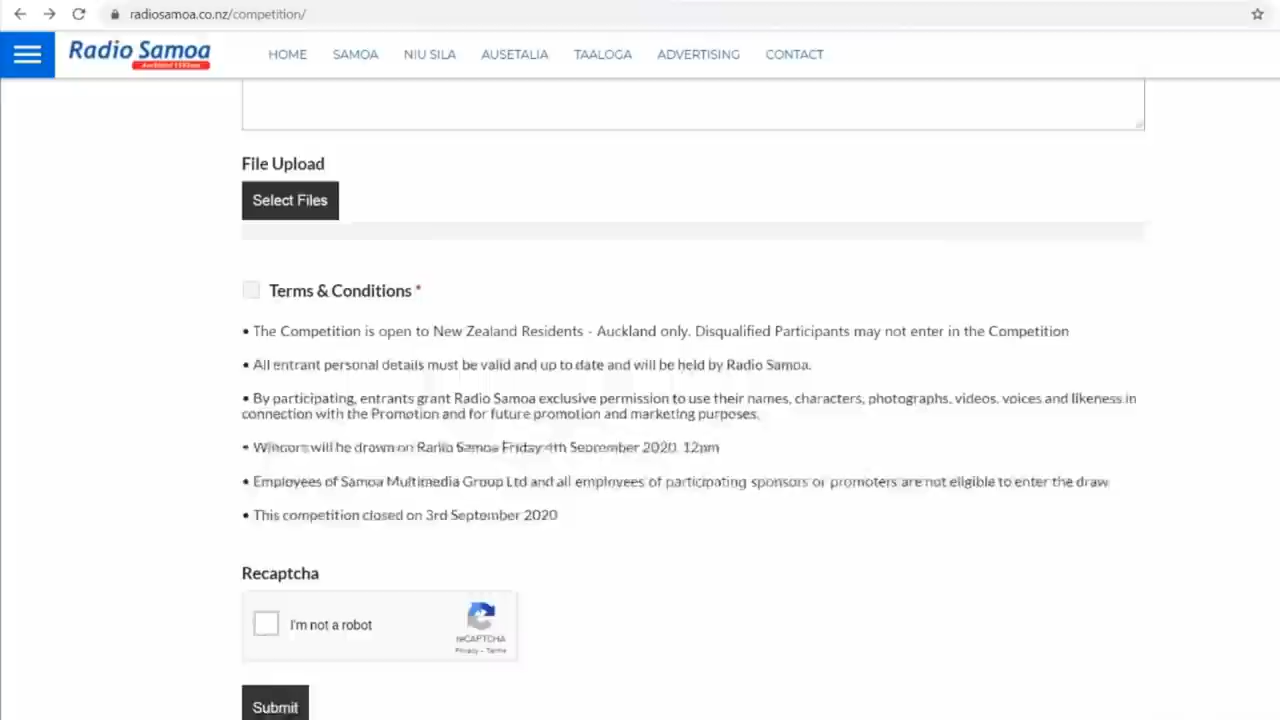 radiosamoa.co.nz/competition/
Radio Samoa
HOME SAMOA NIU SILA AUSETALIA TAALOGA ADVERTISING CONTACT
File Upload
Select Files
Terms & Conditions *
• The Competition is open to New Zealand Residents - Auckland only. Disqualified Participants may not enter in the Competition
• All entrant personal details must be valid and up to date and will be held by Radio Samoa.
• By participating, entrants grant Radio Samoa exclusive permission to use their names, characters, photographs, videos, voices and likeness in
connection with the Promotion and for future promotion and marketing purposes.
• Winners will be drawn on Radio Samoa Friday 4th September 2020, 12pm
• Employees of Samoa Multimedia Group Ltd and all employees of participating sponsors or promoters are not eligible to enter the draw
• This competition closed on 3rd September 2020
Recaptcha
I'm not a robot
reCAPTCHA
Privacy - Terms
Submit